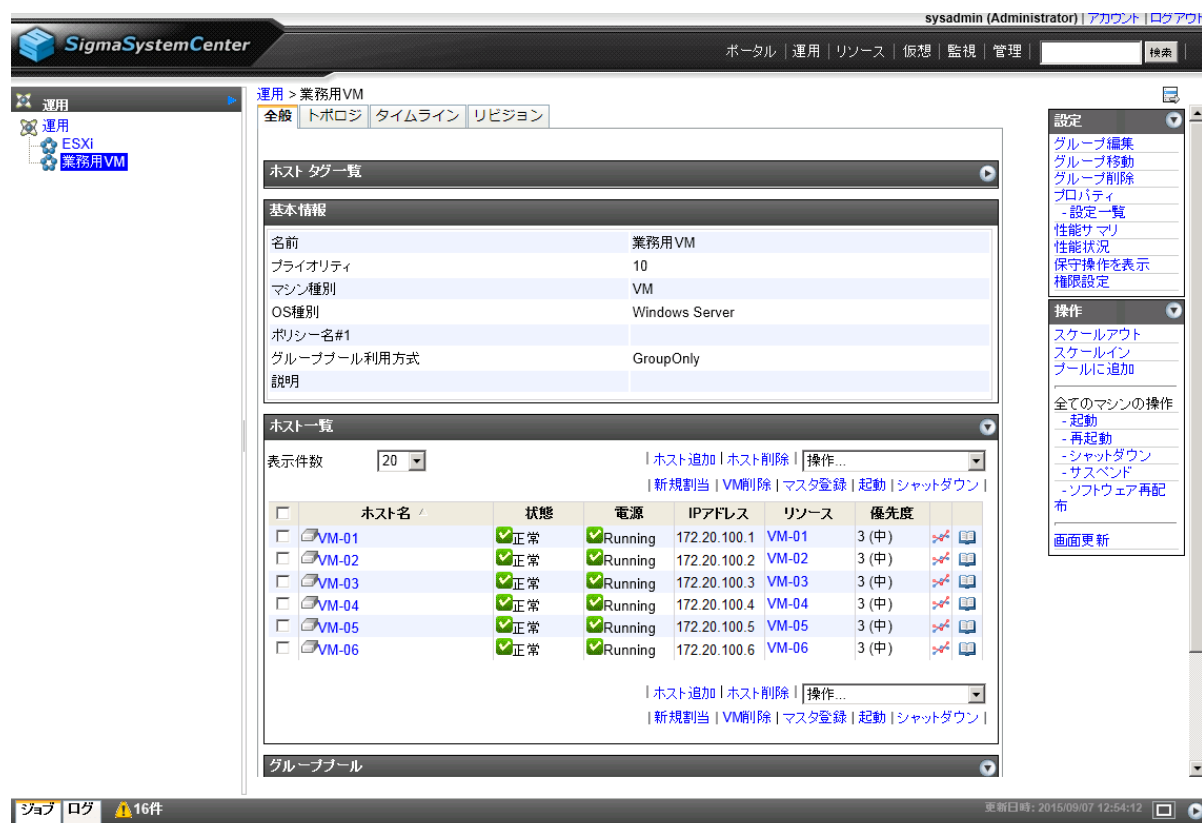 sysadmin (Administrator) | アカウント | ログアウト
SigmaSystemCenter
ポータル | 運用 | リソース | 仮想 | 監視 | 管理 | 検索
運用
運用
ESXi
業務用VM
運用 > 業務用VM
全般 トポロジ タイムライン リビジョン
ホスト タグ一覧
基本情報
名前 業務用VM
プライオリティ 10
マシン種別 VM
OS種別 Windows Server
ポリシー名#1
グループプール利用方式 GroupOnly
説明
ホスト一覧
表示件数 20 | ホスト追加 | ホスト削除 | 操作...
| 新規割当 | VM削除 | マスタ登録 | 起動 | シャットダウン |
ホスト名 状態 電源 IPアドレス リソース 優先度
VM-01 正常 Running 172.20.100.1 VM-01 3 (中)
VM-02 正常 Running 172.20.100.2 VM-02 3 (中)
VM-03 正常 Running 172.20.100.3 VM-03 3 (中)
VM-04 正常 Running 172.20.100.4 VM-04 3 (中)
VM-05 正常 Running 172.20.100.5 VM-05 3 (中)
VM-06 正常 Running 172.20.100.6 VM-06 3 (中)
| ホスト追加 | ホスト削除 | 操作...
| 新規割当 | VM削除 | マスタ登録 | 起動 | シャットダウン |
グループプール
設定
グループ編集
グループ移動
グループ削除
プロパティ
- 設定一覧
性能サマリ
性能状況
保守操作を表示
権限設定
操作
スケールアウト
スケールイン
プールに追加
全てのマシンの操作
- 起動
- 再起動
- シャットダウン
- サスペンド
- ソフトウェア再配
布
画面更新
ジョブ ログ 16件
更新日時: 2015/09/07 12:54:12